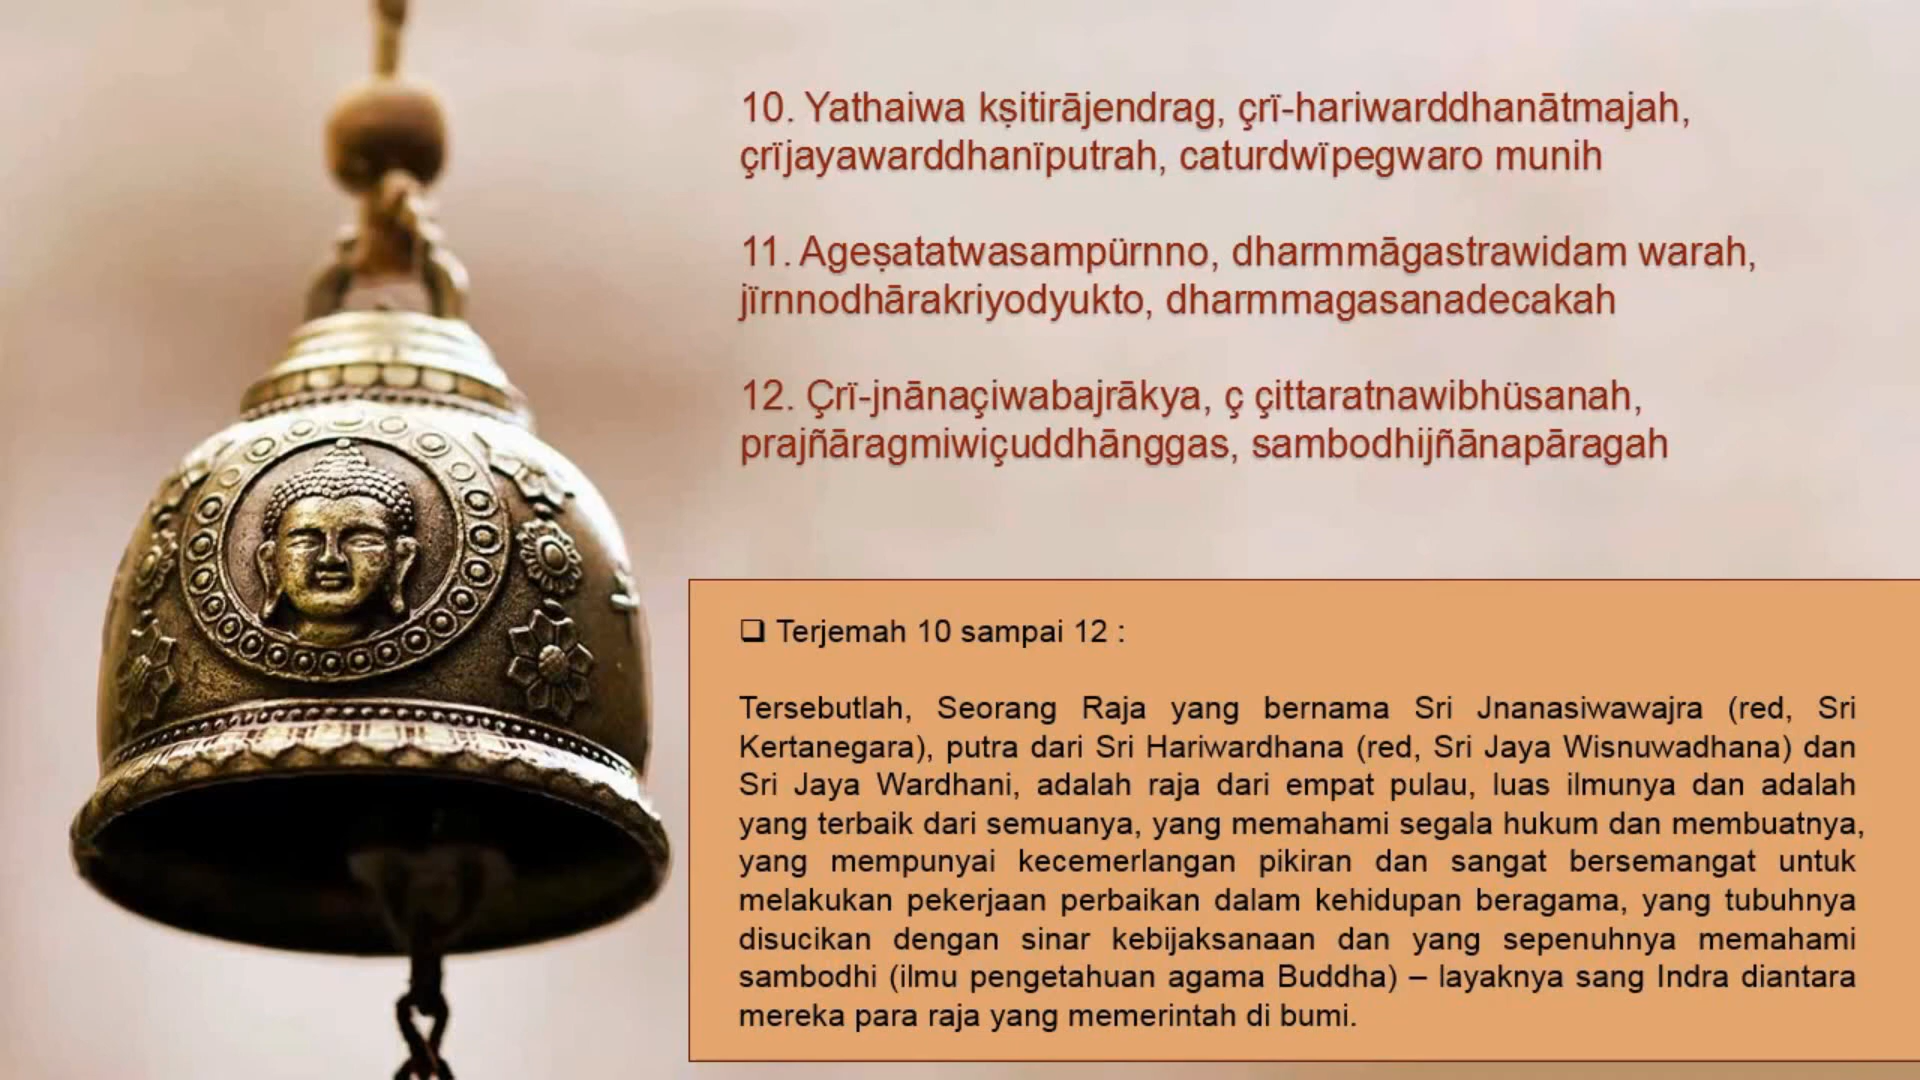 10. Yathaiwa kṣitirājendrag, çrï-hariwarddhanātmajah,
çrïjayawarddhanïputrah, caturdwïpegwaro munih
11. Ageṣatatwasampürnno, dharmmāgastrawidam warah,
jïrnnodhārakriyodyukto, dharmmagasanadecakah
12. Çrï-jnānaçiwabajrākya, ç çittaratnawibhüsanah,
prajñāragmiwiçuddhānggas, sambodhijñānapāragah
❑ Terjemah 10 sampai 12 :
Tersebutlah, Seorang Raja yang bernama Sri Jnanasiwawajra (red, Sri
Kertanegara), putra dari Sri Hariwardhana (red, Sri Jaya Wisnuwadhana) dan
Sri Jaya Wardhani, adalah raja dari empat pulau, luas ilmunya dan adalah
yang terbaik dari semuanya, yang memahami segala hukum dan membuatnya,
yang mempunyai kecemerlangan pikiran dan sangat bersemangat untuk
melakukan pekerjaan perbaikan dalam kehidupan beragama, yang tubuhnya
disucikan dengan sinar kebijaksanaan dan yang sepenuhnya memahami
sambodhi (ilmu pengetahuan agama Buddha) – layaknya sang Indra diantara
mereka para raja yang memerintah di bumi.